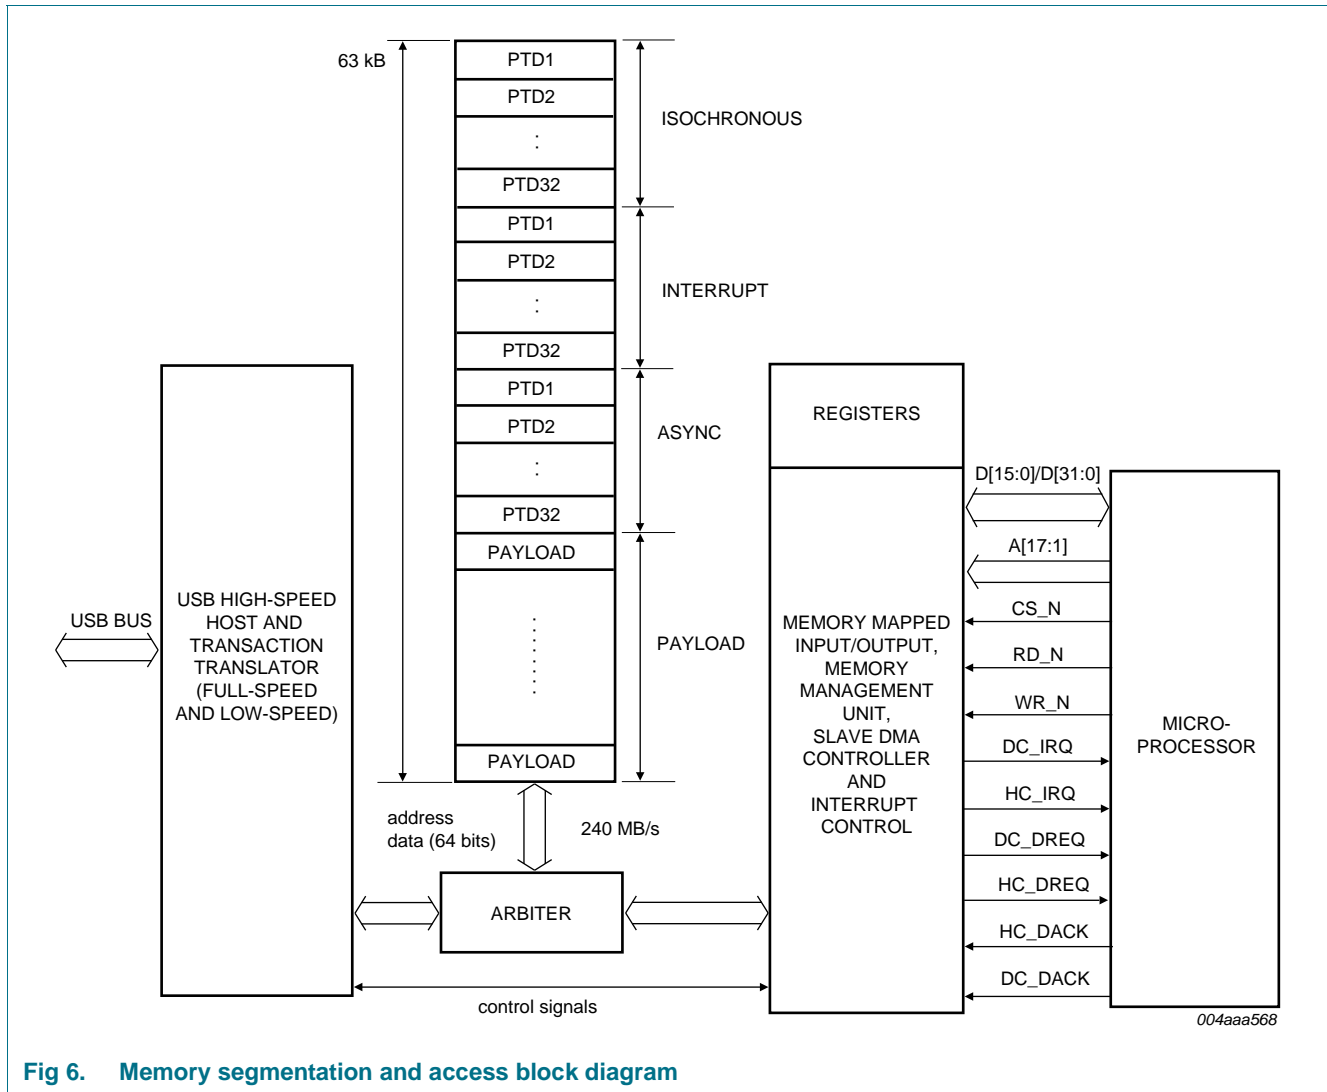 63 kB
PTD1
PTD2
PTD32
ISOCHRONOUS
PTD1
PTD2
PTD32
INTERRUPT
PTD1
PTD2
PTD32
ASYNC
PAYLOAD
PAYLOAD
PAYLOAD
USB BUS
USB HIGH-SPEED
HOST AND
TRANSACTION
TRANSLATOR
(FULL-SPEED
AND LOW-SPEED)
address
data (64 bits)
240 MB/s
ARBITER
control signals
REGISTERS
MEMORY MAPPED
INPUT/OUTPUT,
MEMORY
MANAGEMENT
UNIT,
SLAVE DMA
CONTROLLER
AND
INTERRUPT
CONTROL
D[15:0]/D[31:0]
A[17:1]
CS_N
RD_N
WR_N
DC_IRQ
HC_IRQ
DC_DREQ
HC_DREQ
HC_DACK
DC_DACK
MICRO-
PROCESSOR
004aaa568
Fig 6. Memory segmentation and access block diagram